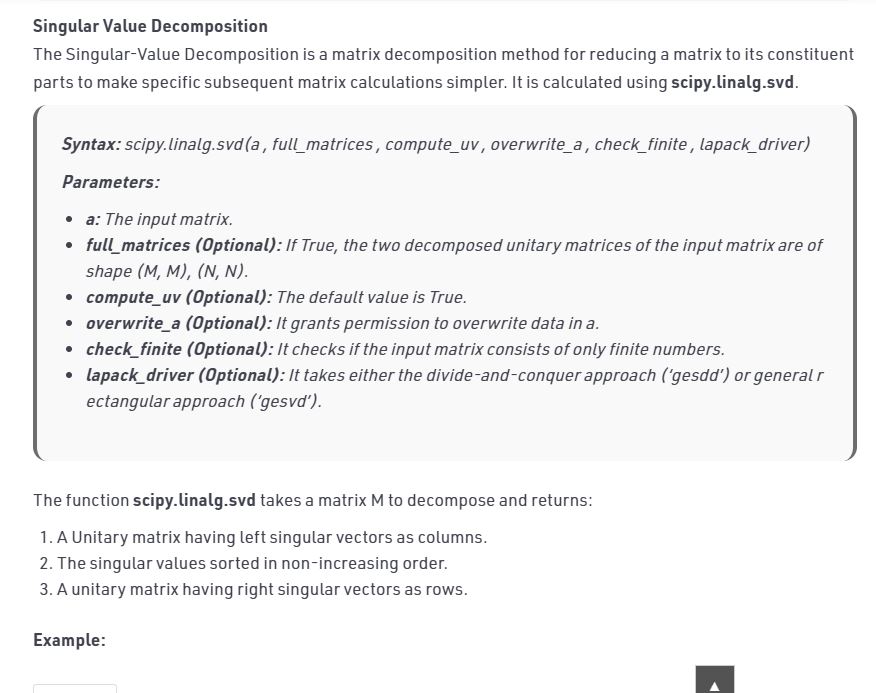 Singular Value Decomposition
The Singular-Value Decomposition is a matrix decomposition method for reducing a matrix to its constituent
parts to make specific subsequent matrix calculations simpler. It is calculated using scipy.linalg.svd.
Syntax: scipy.linalg.svd(a , full_matrices , compute_uv , overwrite_a , check_finite , lapack_driver)
Parameters:
• a: The input matrix.
• full_matrices (Optional): If True, the two decomposed unitary matrices of the input matrix are of
shape (M, M), (N, N).
• compute_uv (Optional): The default value is True.
• overwrite_a (Optional): It grants permission to overwrite data in a.
• check_finite (Optional): It checks if the input matrix consists of only finite numbers.
• lapack_driver (Optional): It takes either the divide-and-conquer approach ('gesdd') or general r
ectangular approach ('gesvd').
The function scipy.linalg.svd takes a matrix M to decompose and returns:
1. A Unitary matrix having left singular vectors as columns.
2. The singular values sorted in non-increasing order.
3. A unitary matrix having right singular vectors as rows.
Example: